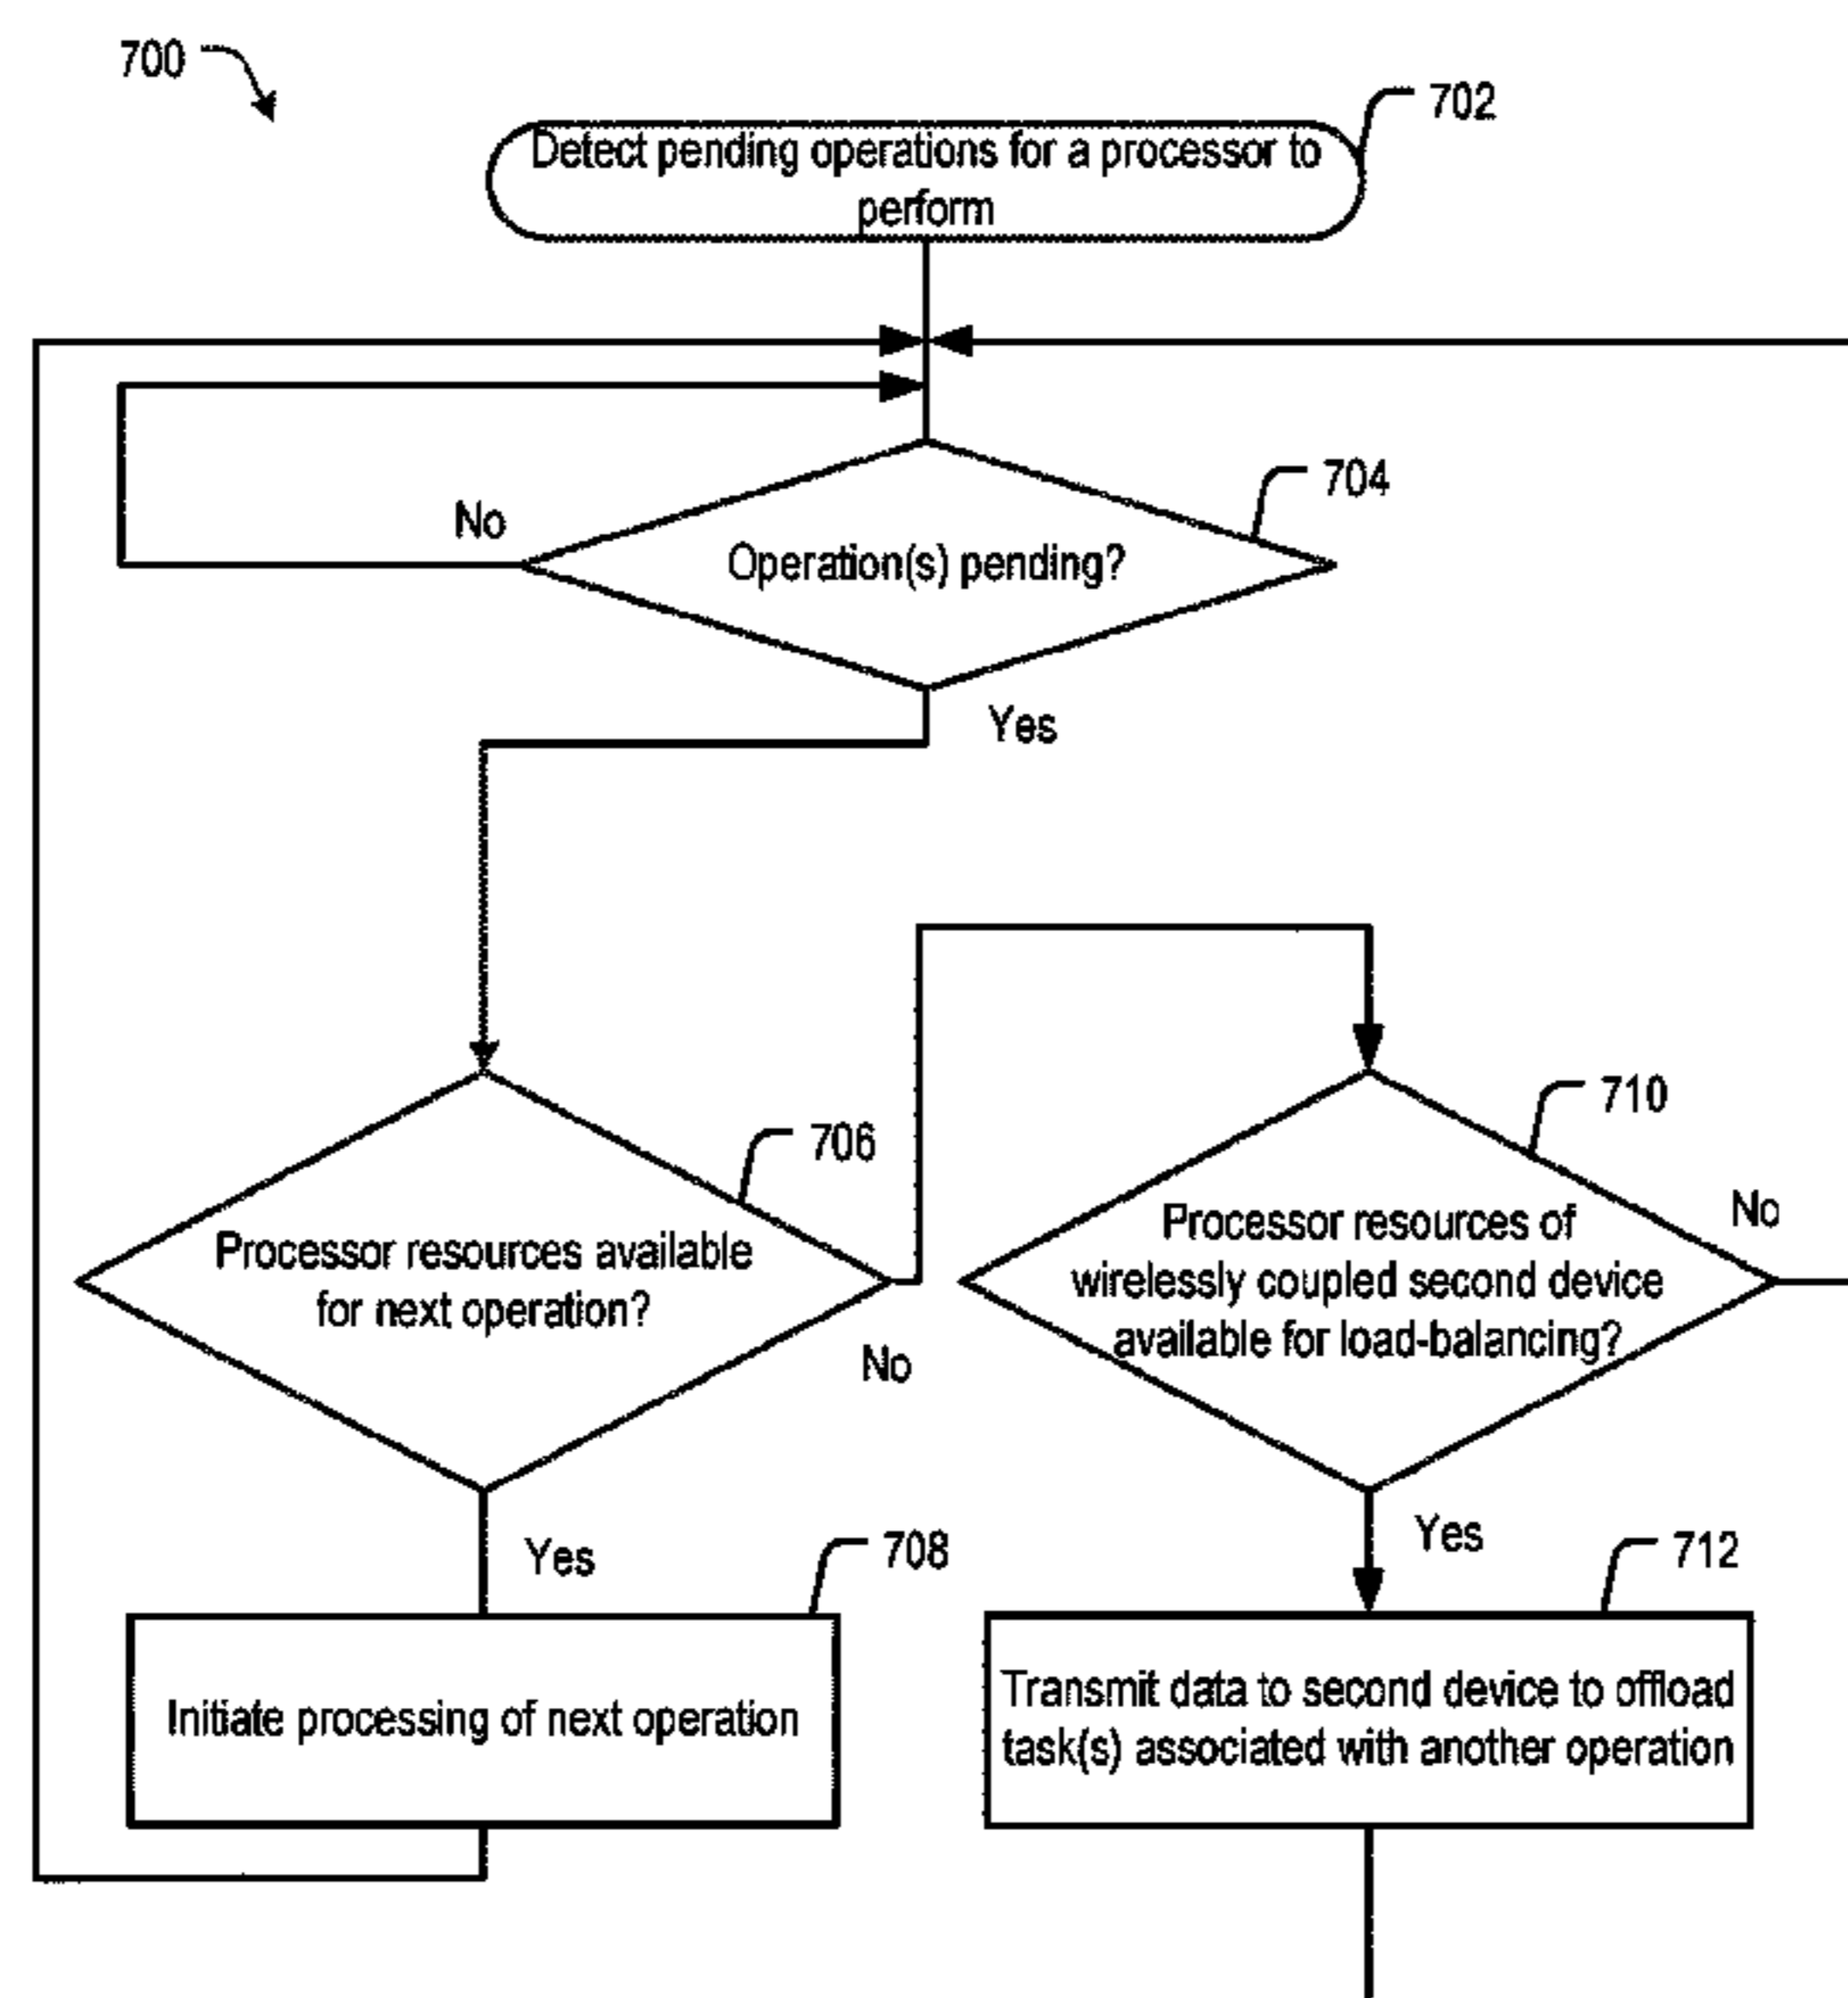 700
702
Detect pending operations for a processor to
perform
704
No
Operation(s) pending?
Yes
706
710
Processor resources available
for next operation?
No
Processor resources of
wirelessly coupled second device
available for load-balancing?
No
Yes
708
Yes
712
Initiate processing of next operation
Transmit data to second device to offload
task(s) associated with another operation